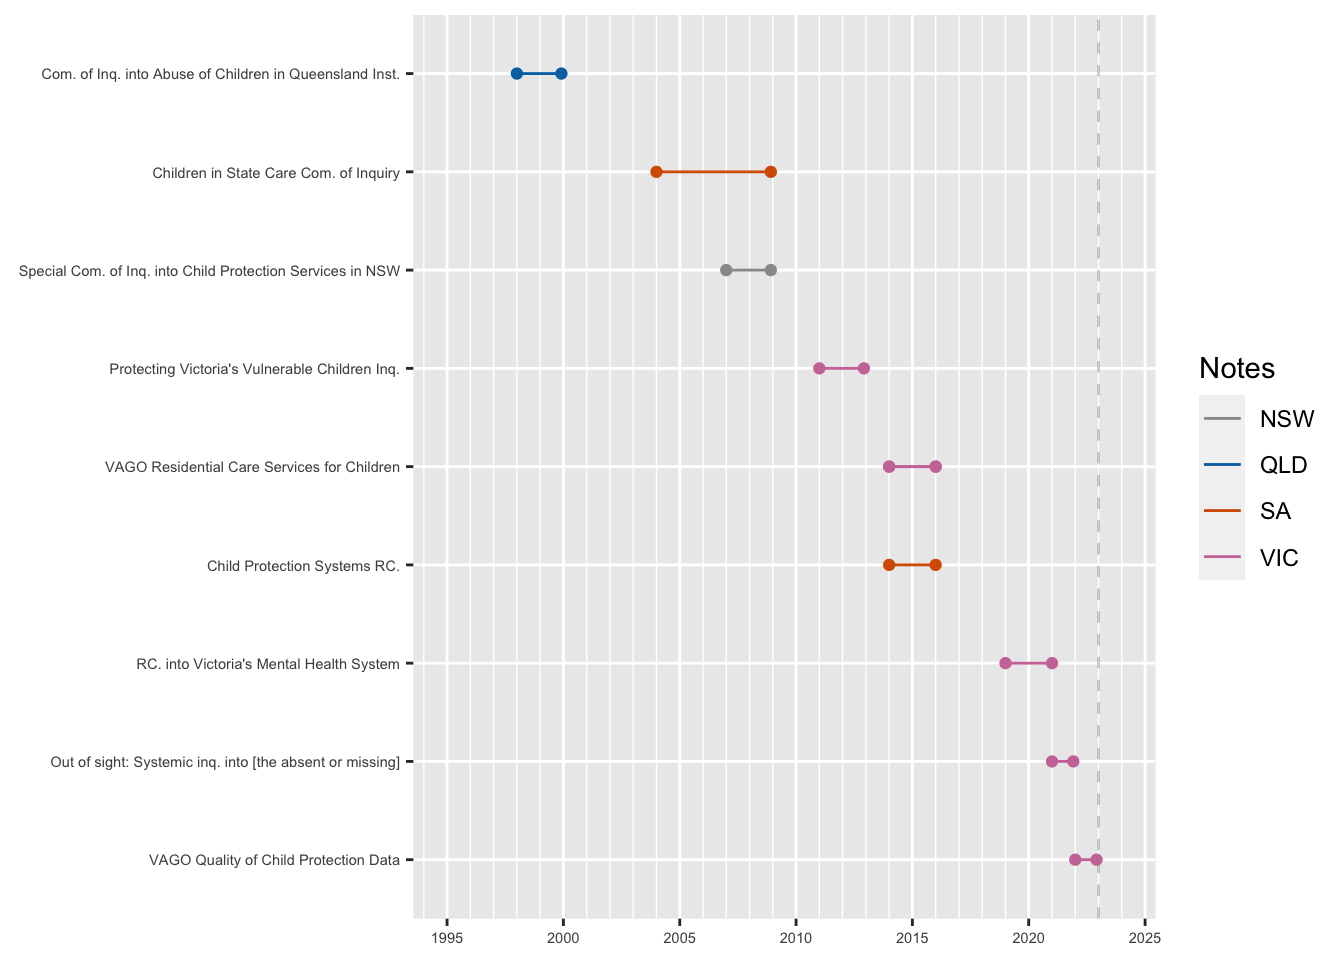 Com. of Inq. into Abuse of Children in Queensland Inst.
Children in State Care Com. of Inquiry
Special Com. of Inq. into Child Protection Services in NSW
Protecting Victoria's Vulnerable Children Inq.
VAGO Residential Care Services for Children
Child Protection Systems RC.
RC. into Victoria's Mental Health System
Out of sight: Systemic inq. into [the absent or missing]
VAGO Quality of Child Protection Data
1995 2000 2005 2010 2015 2020 2025
Notes
NSW
QLD
SA
VIC